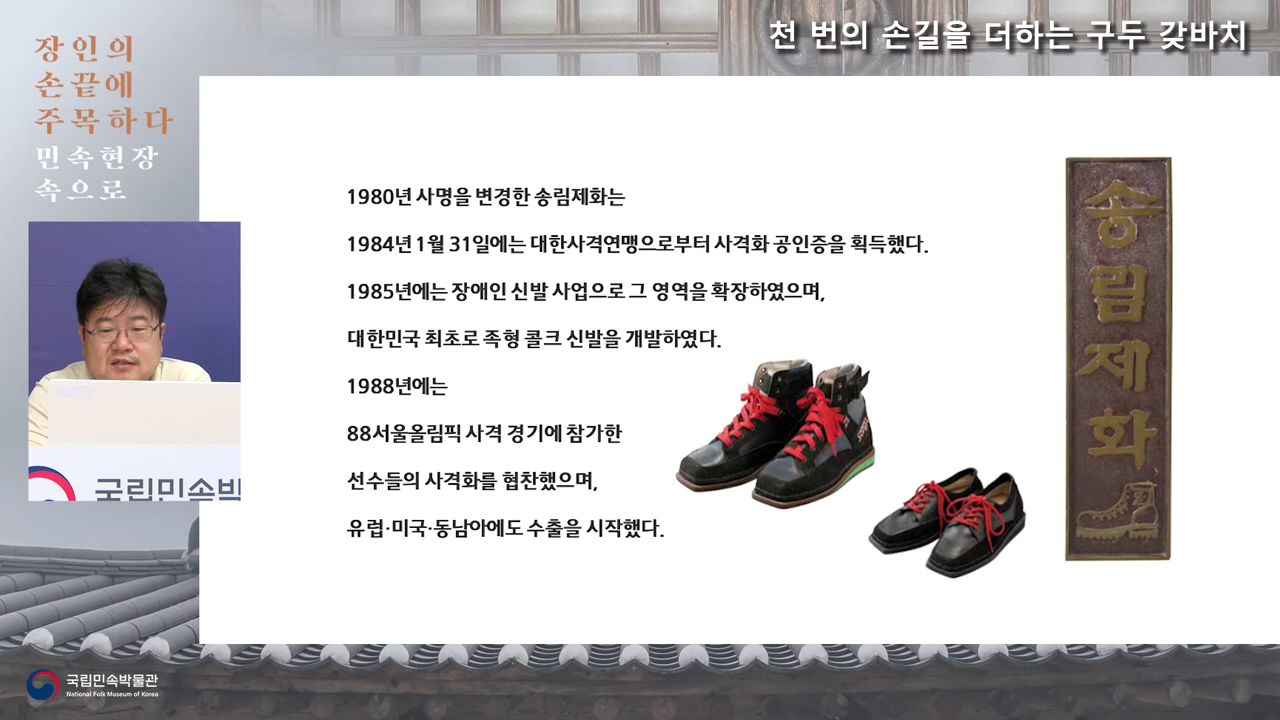 천 번의 손길을 더하는 구두 갖바치
장인의
손끝에
주목하다
민속현장
속으로
1980년 사명을 변경한 송림제화는
1984년 1월 31일에는 대한사격연맹으로부터 사격화 공인증을 획득했다.
1985년에는 장애인 신발 사업으로 그 영역을 확장하였으며,
대한민국 최초로 족형 콜크 신발을 개발하였다.
1988년에는
88서울올림픽 사격 경기에 참가한
선수들의 사격화를 협찬했으며,
유럽·미국·동남아에도 수출을 시작했다.
송림제화
국립민속박
국립민속박물관
National Folk Museum of Korea